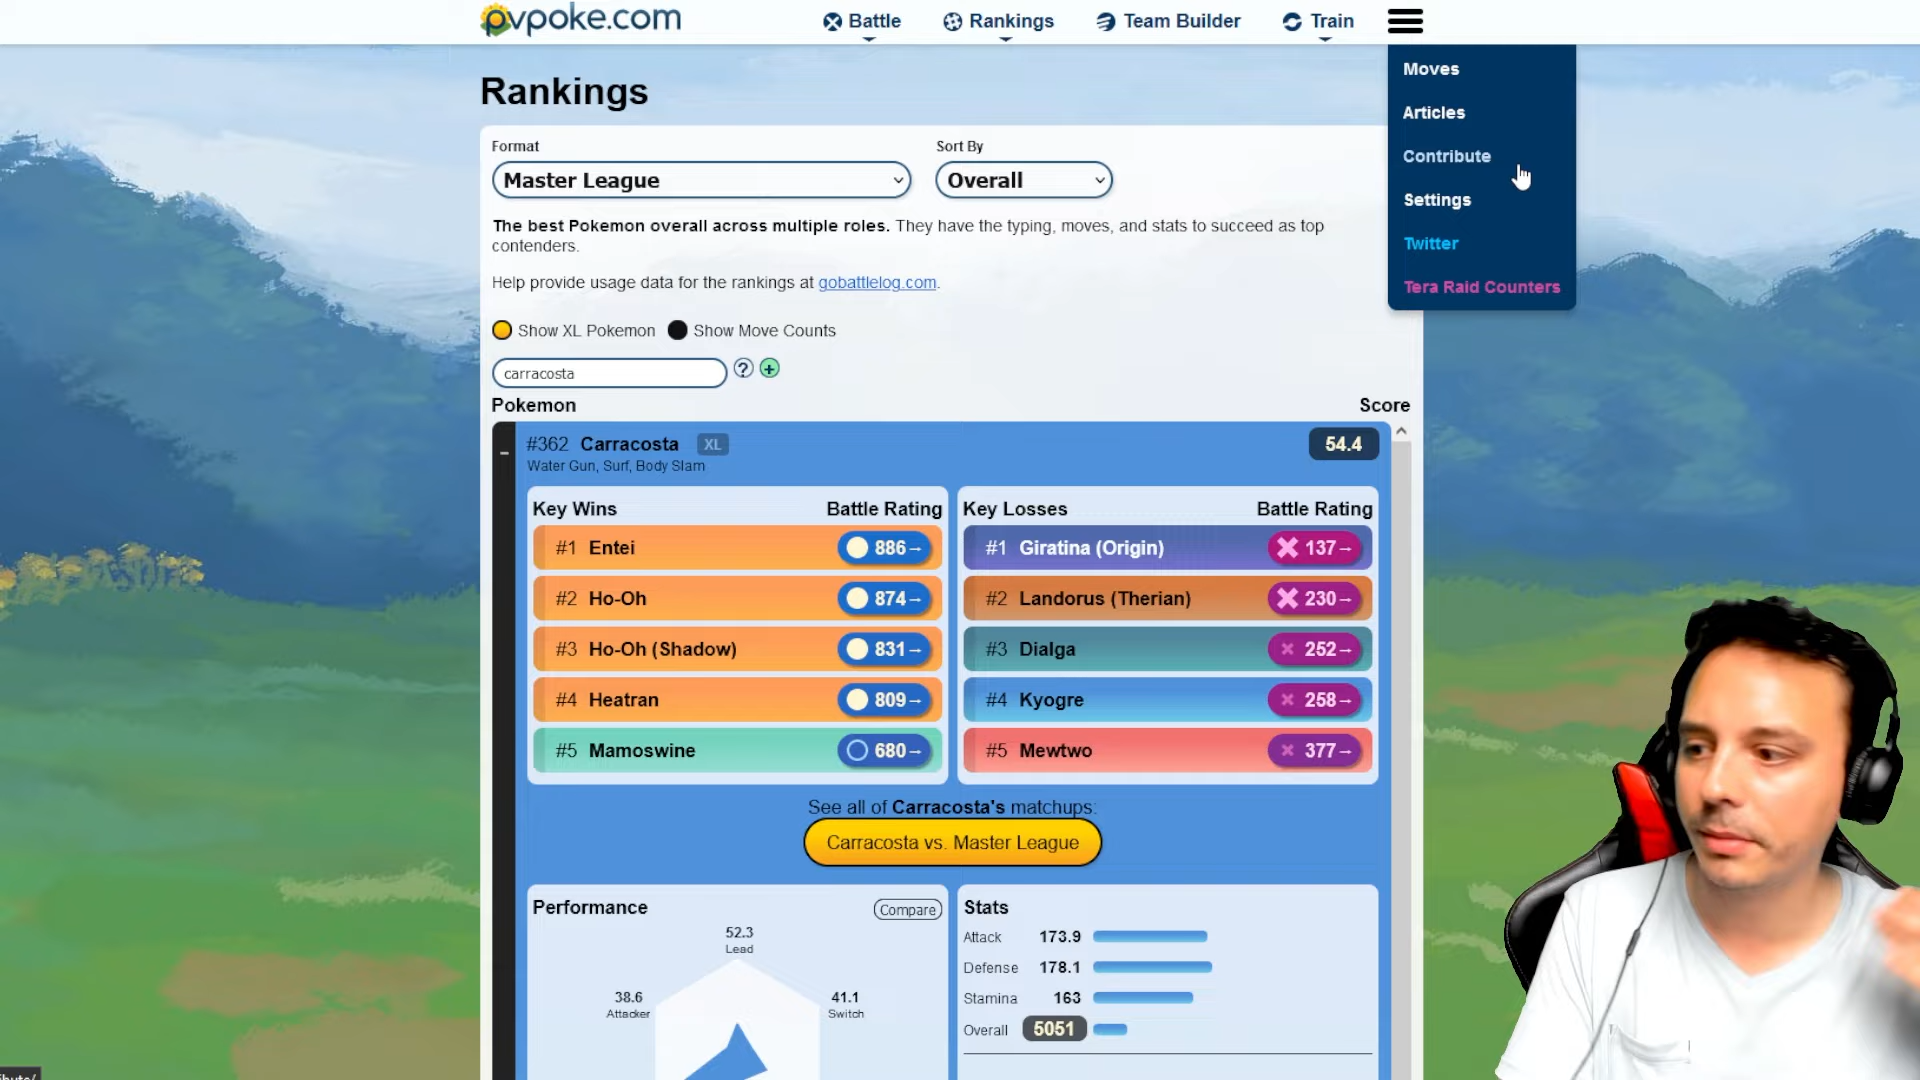 pvpoke.com
Battle
Rankings
Team Builder
Train
Moves
Articles
Contribute
Settings
Twitter
Tera Raid Counters
Rankings
Format
Sort By
Master League
Overall
The best Pokemon overall across multiple roles. They have the typing, moves, and stats to succeed as top
contenders.
Help provide usage data for the rankings at gobattlelog.com.
Show XL Pokemon
Show Move Counts
carracosta
?
+
Pokemon
Score
- #362 Carracosta XL
54.4
Water Gun, Surf, Body Slam
Key Wins
Battle Rating
#1 Entei 886→
#2 Ho-Oh 874→
#3 Ho-Oh (Shadow) 831→
#4 Heatran 809→
#5 Mamoswine 680→
Key Losses
Battle Rating
#1 Giratina (Origin) 137→
#2 Landorus (Therian) 230→
#3 Dialga 252→
#4 Kyogre 258→
#5 Mewtwo 377→
See all of Carracosta's matchups:
Carracosta vs. Master League
Performance
Compare
52.3
Lead
38.6
Attacker
41.1
Switch
Stats
Attack 173.9
Defense 178.1
Stamina 163
Overall 5051